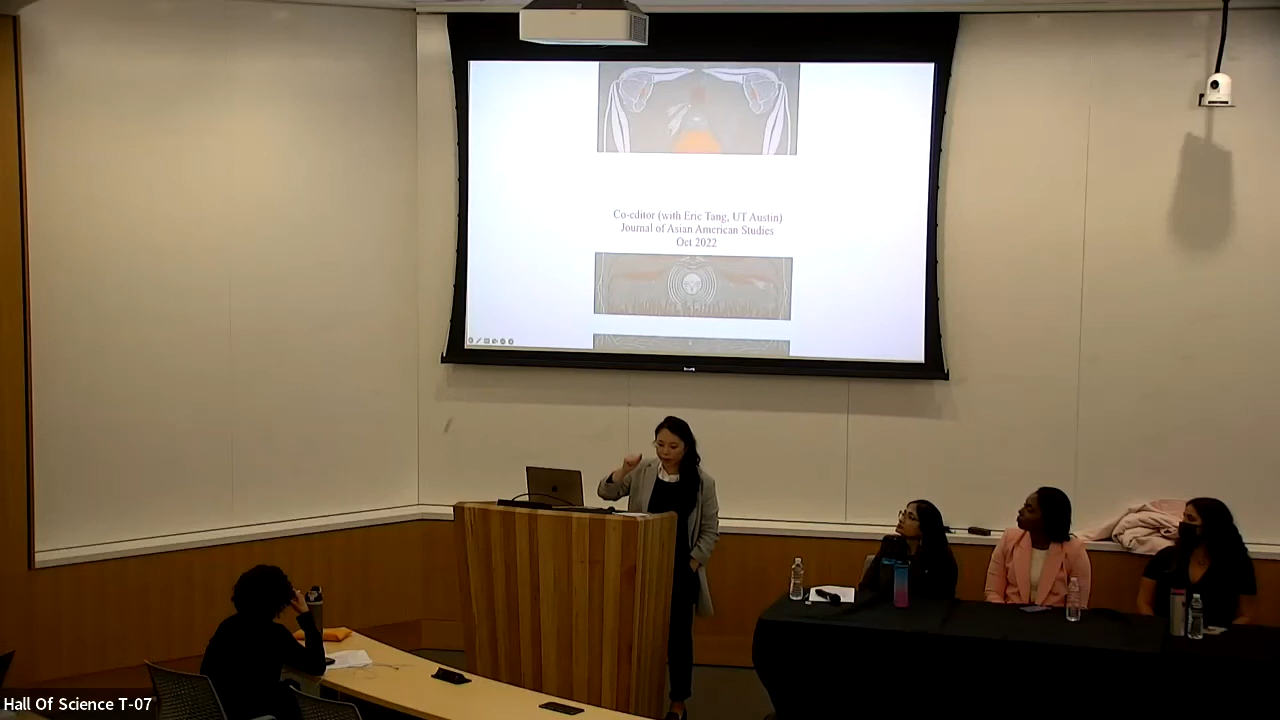 Co-editor (with Eric Tang, UT Austin)
Journal of Asian American Studies
Oct 2022
Hall Of Science T-07